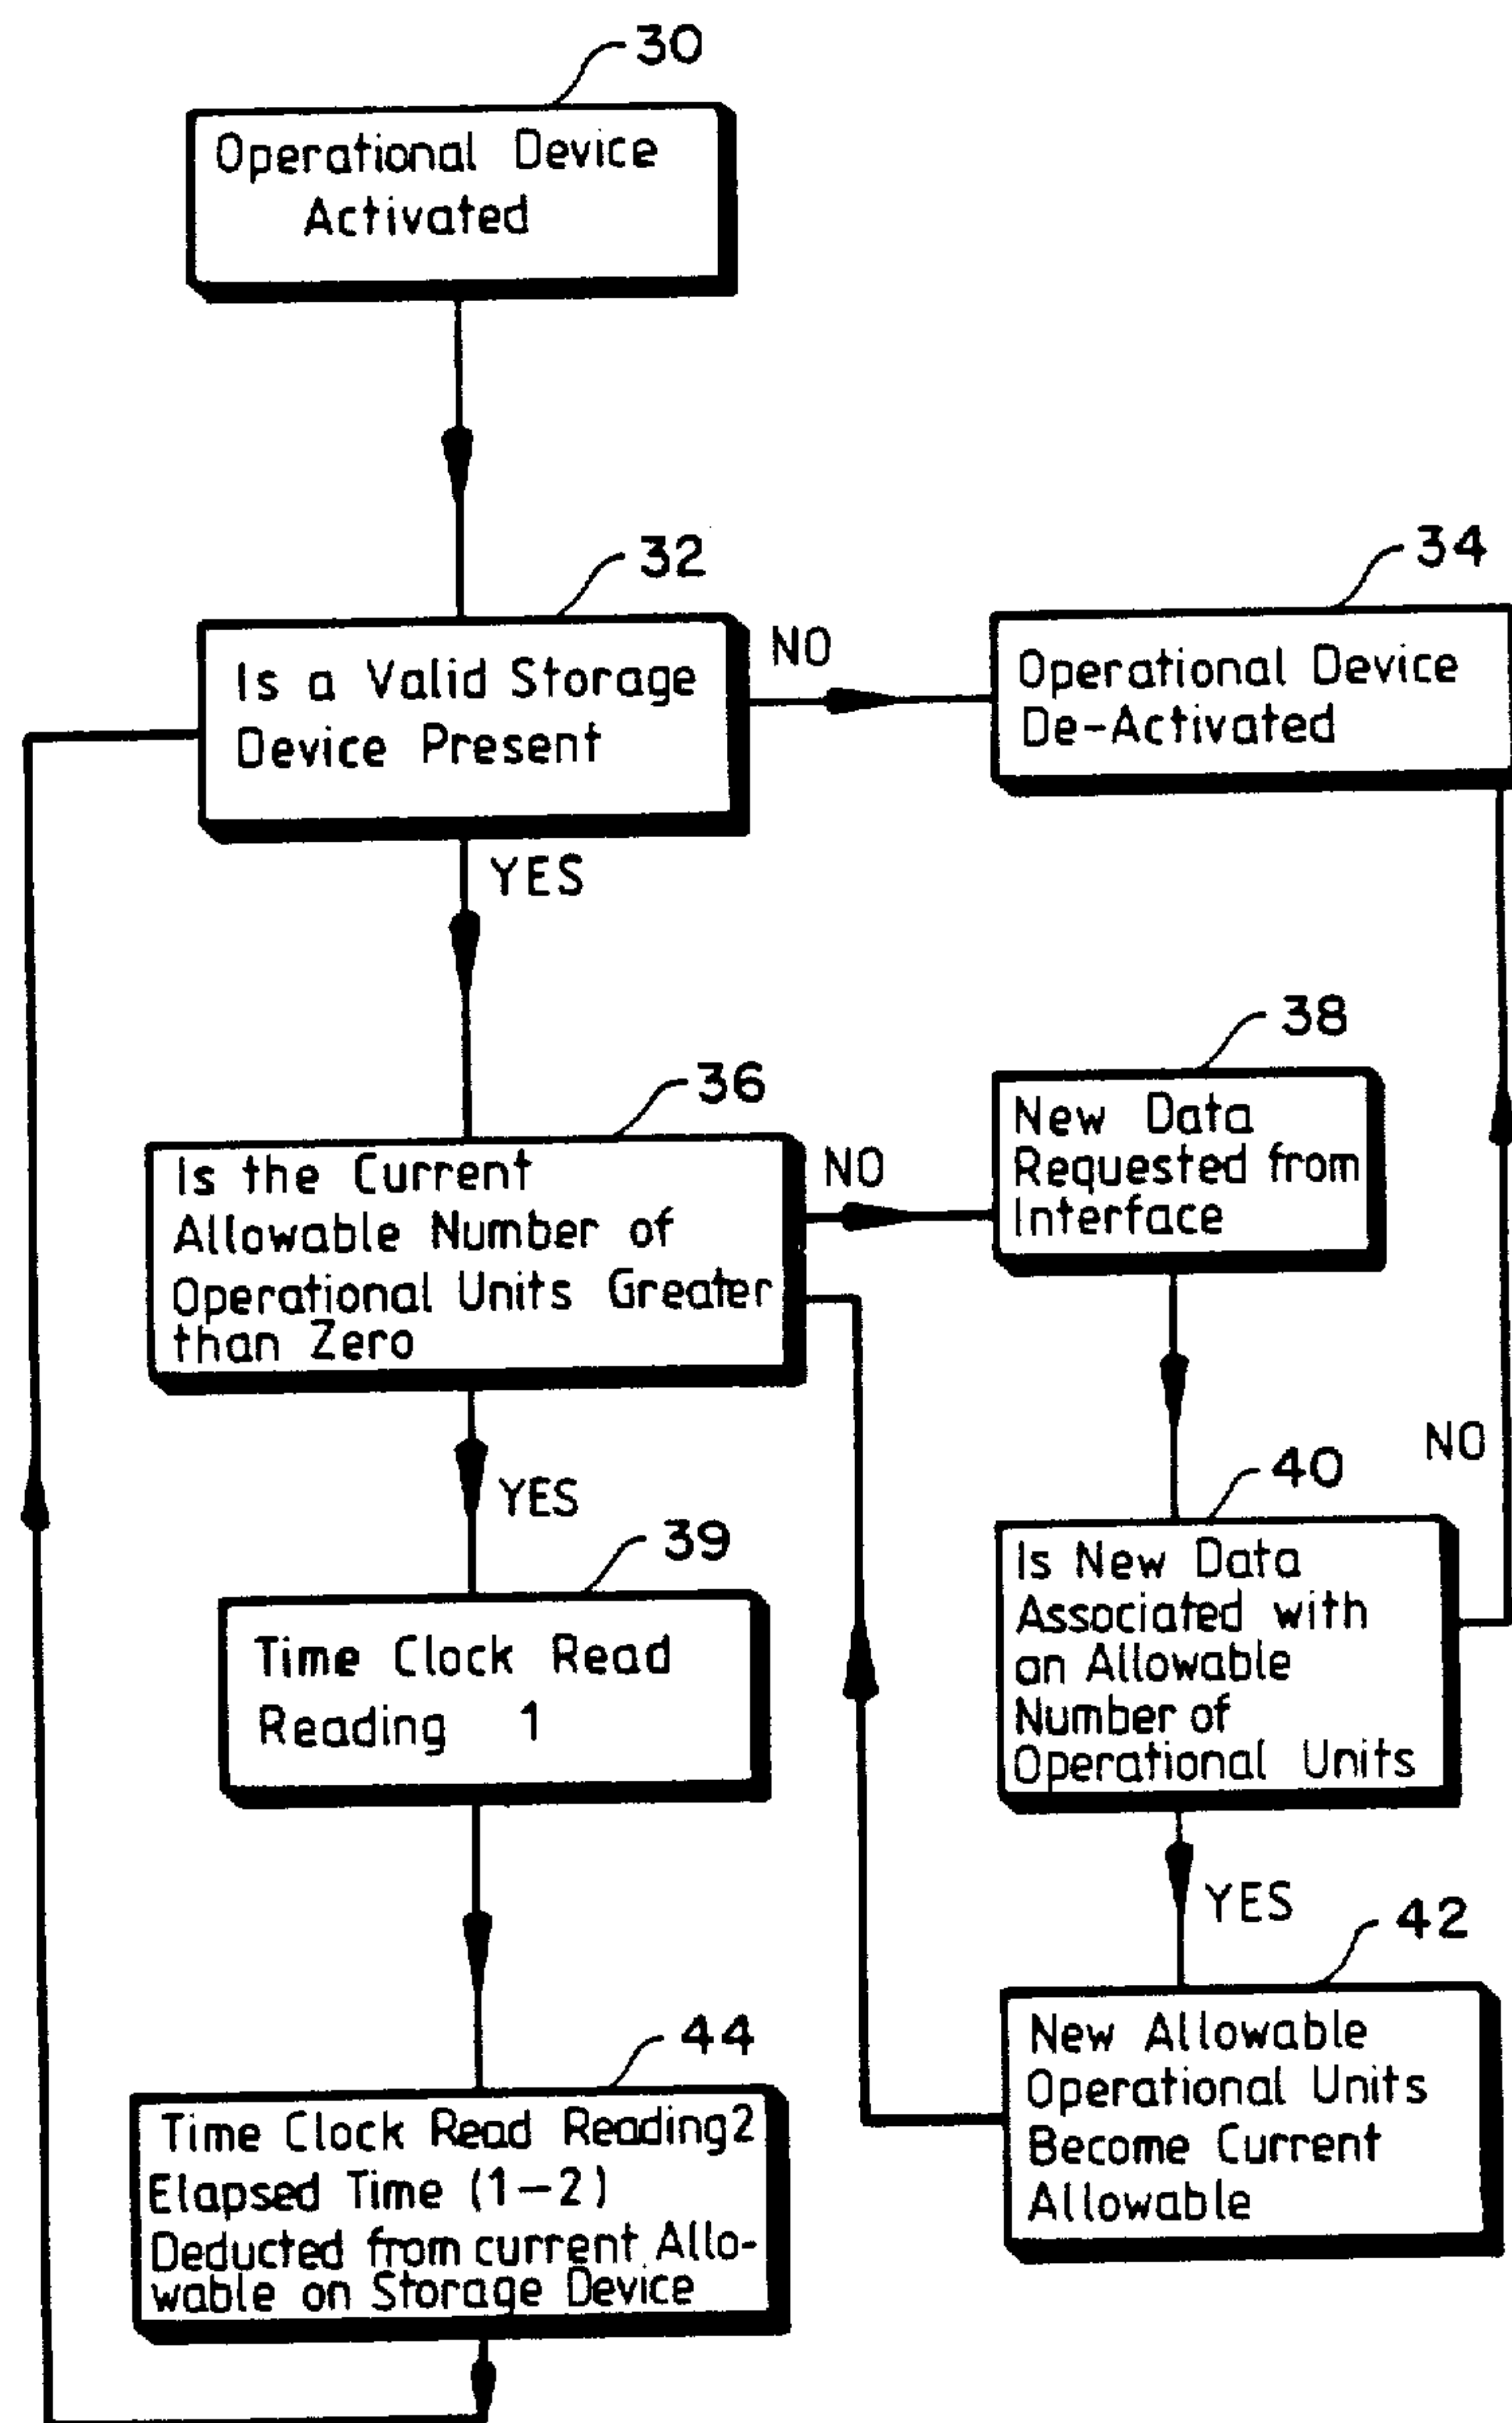 30
Operational Device
Activated
32
Is a Valid Storage
Device Present
NO
34
Operational Device
De-Activated
YES
36
Is the Current
Allowable Number of
Operational Units Greater
than Zero
NO
38
New Data
Requested from
Interface
YES
39
Time Clock Read
Reading 1
40
Is New Data
Associated with
an Allowable
Number of
Operational Units
NO
YES
42
New Allowable
Operational Units
Become Current
Allowable
44
Time Clock Read Reading2
Elapsed Time (1-2)
Deducted from current Allo-
wable on Storage Device